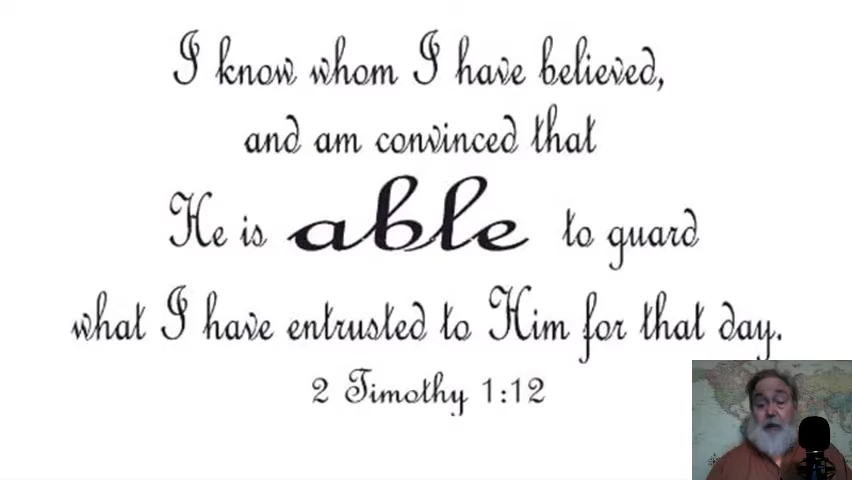 I know whom I have believed,
and am convinced that
He is able to guard
what I have entrusted to Him for that day.
2 Timothy 1:12